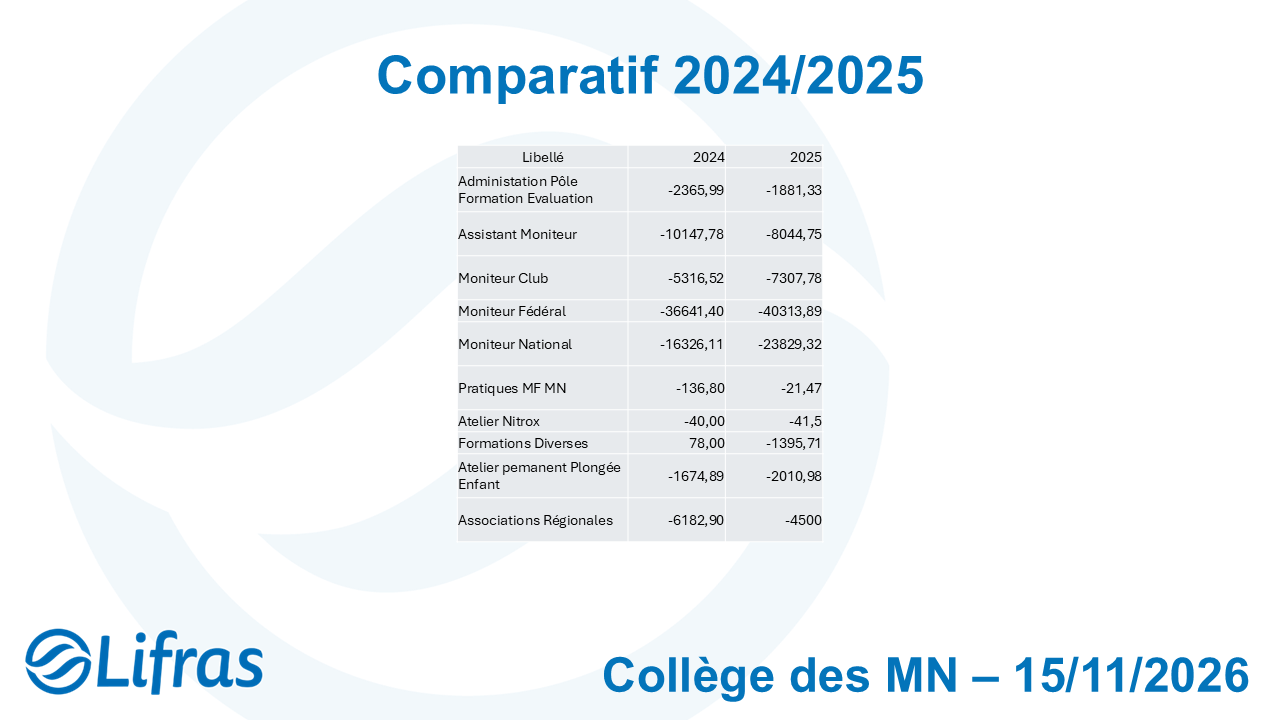 Comparatif 2024/2025
Libellé 2024 2025
Administation Pôle
Formation Evaluation -2365,99 -1881,33
Assistant Moniteur -10147,78 -8044,75
Moniteur Club -5316,52 -7307,78
Moniteur Fédéral -36641,40 -40313,89
Moniteur National -16326,11 -23829,32
Pratiques MF MN -136,80 -21,47
Atelier Nitrox -40,00 -41,5
Formations Diverses 78,00 -1395,71
Atelier pemanent Plongée
Enfant -1674,89 -2010,98
Associations Régionales -6182,90 -4500
Lifras
Collège des MN – 15/11/2026